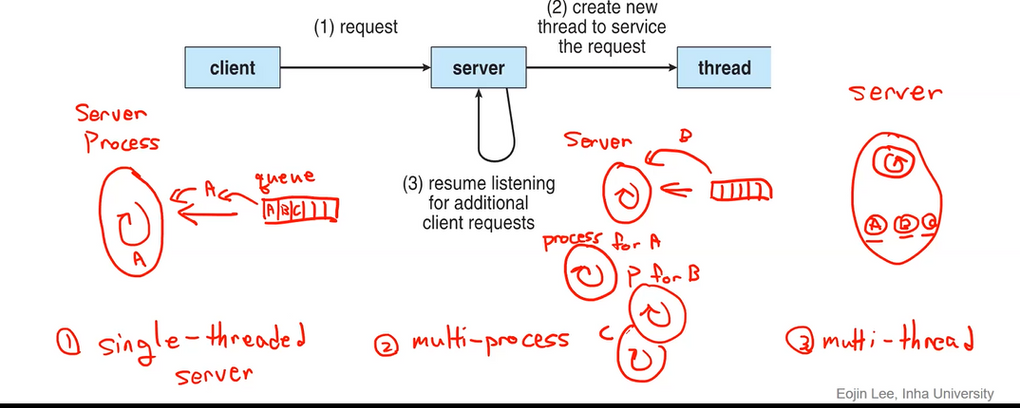 (1) request
(2) create new
thread to service
the request
client
server
thread
(3) resume listening
for additional
client requests
Server
Process
A
queue
A B C
A
① single-threaded
server
Server
B
process for A
P for B
C
② multi-process
server
A B C
③ multi-thread
Eojin Lee, Inha University